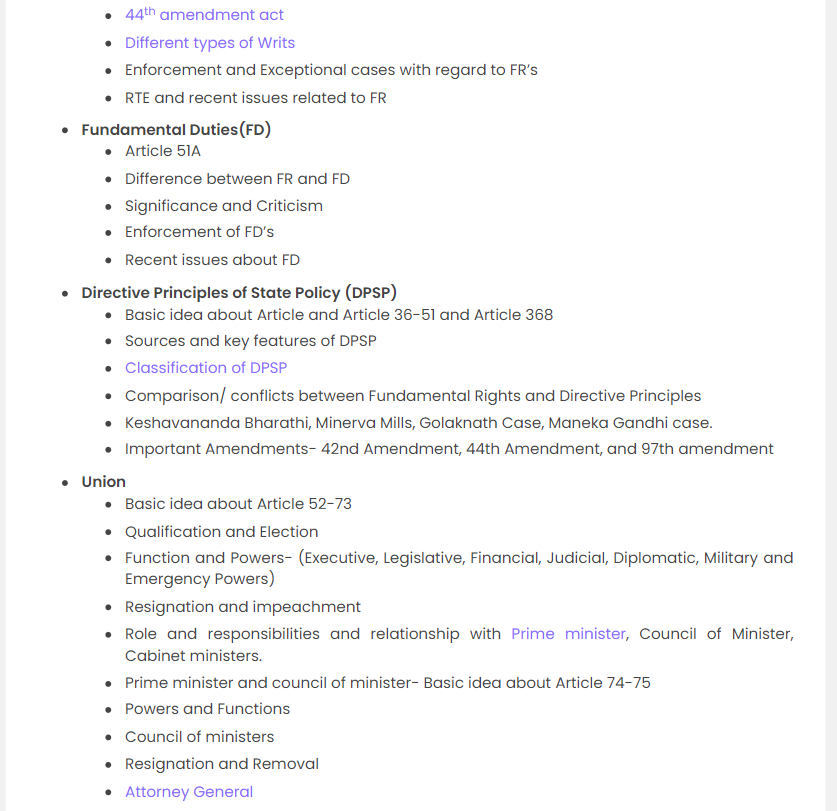 44th amendment act
Different types of Writs
Enforcement and Exceptional cases with regard to FR’s
RTE and recent issues related to FR
Fundamental Duties(FD)
Article 51A
Difference between FR and FD
Significance and Criticism
Enforcement of FD’s
Recent issues about FD
Directive Principles of State Policy (DPSP)
Basic idea about Article and Article 36-51 and Article 368
Sources and key features of DPSP
Classification of DPSP
Comparison/ conflicts between Fundamental Rights and Directive Principles
Keshavananda Bharathi, Minerva Mills, Golaknath Case, Maneka Gandhi case.
Important Amendments- 42nd Amendment, 44th Amendment, and 97th amendment
Union
Basic idea about Article 52-73
Qualification and Election
Function and Powers- (Executive, Legislative, Financial, Judicial, Diplomatic, Military and
Emergency Powers)
Resignation and impeachment
Role and responsibilities and relationship with Prime minister, Council of Minister,
Cabinet ministers.
Prime minister and council of minister- Basic idea about Article 74-75
Powers and Functions
Council of ministers
Resignation and Removal
Attorney General